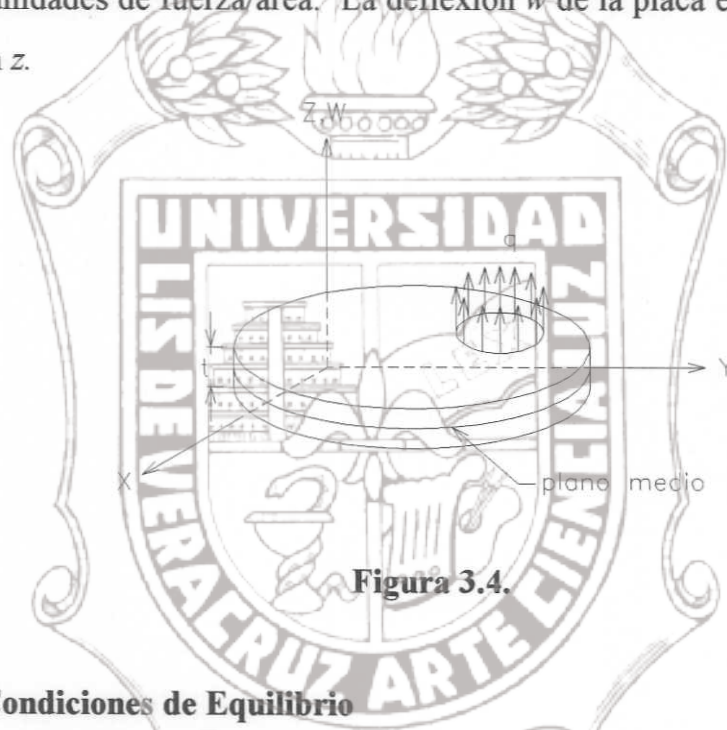 unidades de fuerza/área. La deflexión w de la placa e
z.
Z,W
UNIVERSIDAD
q
LIS DE VERACRUZ ARTE CIENCIA LUZ
t
Y
X
plano medio
Figura 3.4.
Condiciones de Equilibrio